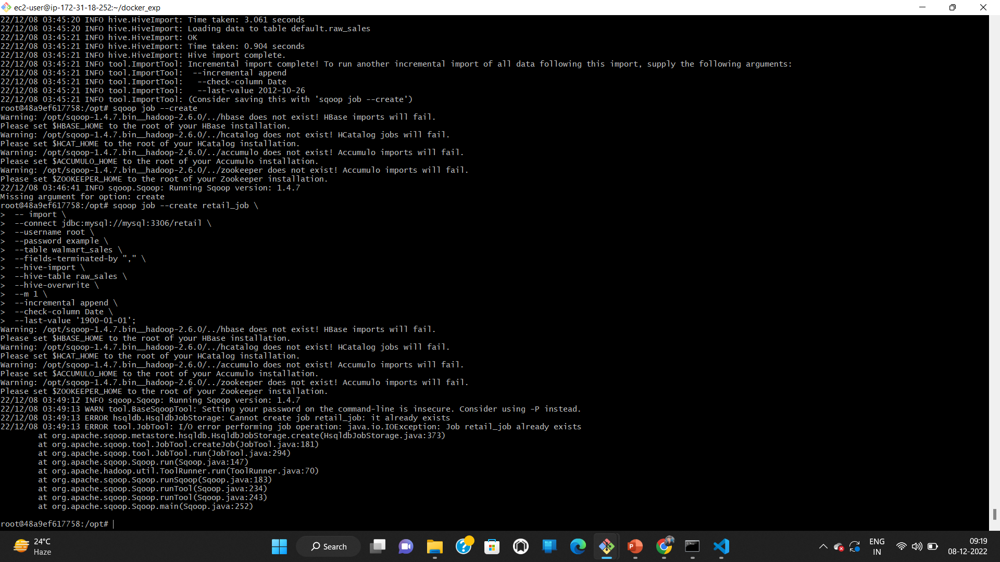 ec2-user@ip-172-31-18-252:~/docker_exp
22/12/08 03:45:20 INFO hive.HiveImport: Time taken: 3.061 seconds
22/12/08 03:45:20 INFO hive.HiveImport: Loading data to table default.raw_sales
22/12/08 03:45:21 INFO hive.HiveImport: OK
22/12/08 03:45:21 INFO hive.HiveImport: Time taken: 0.904 seconds
22/12/08 03:45:21 INFO hive.HiveImport: Hive import complete.
22/12/08 03:45:21 INFO tool.ImportTool: Incremental import complete! To run another incremental import of all data following this import, supply the following arguments:
22/12/08 03:45:21 INFO tool.ImportTool:  --incremental append
22/12/08 03:45:21 INFO tool.ImportTool:   --check-column Date
22/12/08 03:45:21 INFO tool.ImportTool:   --last-value 2012-10-26
22/12/08 03:45:21 INFO tool.ImportTool: (Consider saving this with 'sqoop job --create')
root@48a9ef617758:/opt# sqoop job --create
Warning: /opt/sqoop-1.4.7.bin__hadoop-2.6.0/../hbase does not exist! HBase imports will fail.
Please set $HBASE_HOME to the root of your HBase installation.
Warning: /opt/sqoop-1.4.7.bin__hadoop-2.6.0/../hcatalog does not exist! HCatalog jobs will fail.
Please set $HCAT_HOME to the root of your HCatalog installation.
Warning: /opt/sqoop-1.4.7.bin__hadoop-2.6.0/../accumulo does not exist! Accumulo imports will fail.
Please set $ACCUMULO_HOME to the root of your Accumulo installation.
Warning: /opt/sqoop-1.4.7.bin__hadoop-2.6.0/../zookeeper does not exist! Accumulo imports will fail.
Please set $ZOOKEEPER_HOME to the root of your Zookeeper installation.
22/12/08 03:46:41 INFO sqoop.Sqoop: Running Sqoop version: 1.4.7
Missing argument for option: create
root@48a9ef617758:/opt# sqoop job --create retail_job \
>  -- import \
>  --connect jdbc:mysql://mysql:3306/retail \
>  --username root \
>  --password example \
>  --table walmart_sales \
>  --fields-terminated-by "," \
>  --hive-import \
>  --hive-table raw_sales \
>  --hive-overwrite \
>  --m 1 \
>  --incremental append \
>  --check-column Date \
>  --last-value '1900-01-01';
Warning: /opt/sqoop-1.4.7.bin__hadoop-2.6.0/../hbase does not exist! HBase imports will fail.
Please set $HBASE_HOME to the root of your HBase installation.
Warning: /opt/sqoop-1.4.7.bin__hadoop-2.6.0/../hcatalog does not exist! HCatalog jobs will fail.
Please set $HCAT_HOME to the root of your HCatalog installation.
Warning: /opt/sqoop-1.4.7.bin__hadoop-2.6.0/../accumulo does not exist! Accumulo imports will fail.
Please set $ACCUMULO_HOME to the root of your Accumulo installation.
Warning: /opt/sqoop-1.4.7.bin__hadoop-2.6.0/../zookeeper does not exist! Accumulo imports will fail.
Please set $ZOOKEEPER_HOME to the root of your Zookeeper installation.
22/12/08 03:49:12 INFO sqoop.Sqoop: Running Sqoop version: 1.4.7
22/12/08 03:49:13 WARN tool.BaseSqoopTool: Setting your password on the command-line is insecure. Consider using -P instead.
22/12/08 03:49:13 ERROR hsqldb.HsqldbJobStorage: Cannot create job retail_job: it already exists
22/12/08 03:49:13 ERROR tool.JobTool: I/O error performing job operation: java.io.IOException: Job retail_job already exists
        at org.apache.sqoop.metastore.hsqldb.HsqldbJobStorage.create(HsqldbJobStorage.java:373)
        at org.apache.sqoop.tool.JobTool.createJob(JobTool.java:181)
        at org.apache.sqoop.tool.JobTool.run(JobTool.java:294)
        at org.apache.sqoop.Sqoop.run(Sqoop.java:147)
        at org.apache.hadoop.util.ToolRunner.run(ToolRunner.java:70)
        at org.apache.sqoop.Sqoop.runSqoop(Sqoop.java:183)
        at org.apache.sqoop.Sqoop.runTool(Sqoop.java:234)
        at org.apache.sqoop.Sqoop.runTool(Sqoop.java:243)
        at org.apache.sqoop.Sqoop.main(Sqoop.java:252)
root@48a9ef617758:/opt#
24°C
Haze
Search
ENG
IN
09:19
08-12-2022